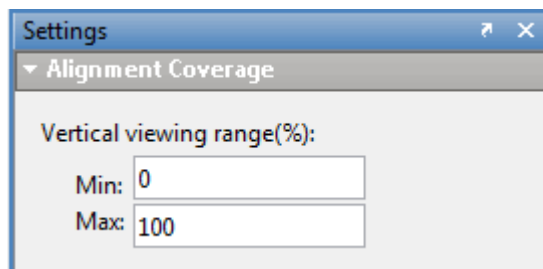 Settings
Alignment Coverage
Vertical viewing range(%):
Min: 0
Max: 100